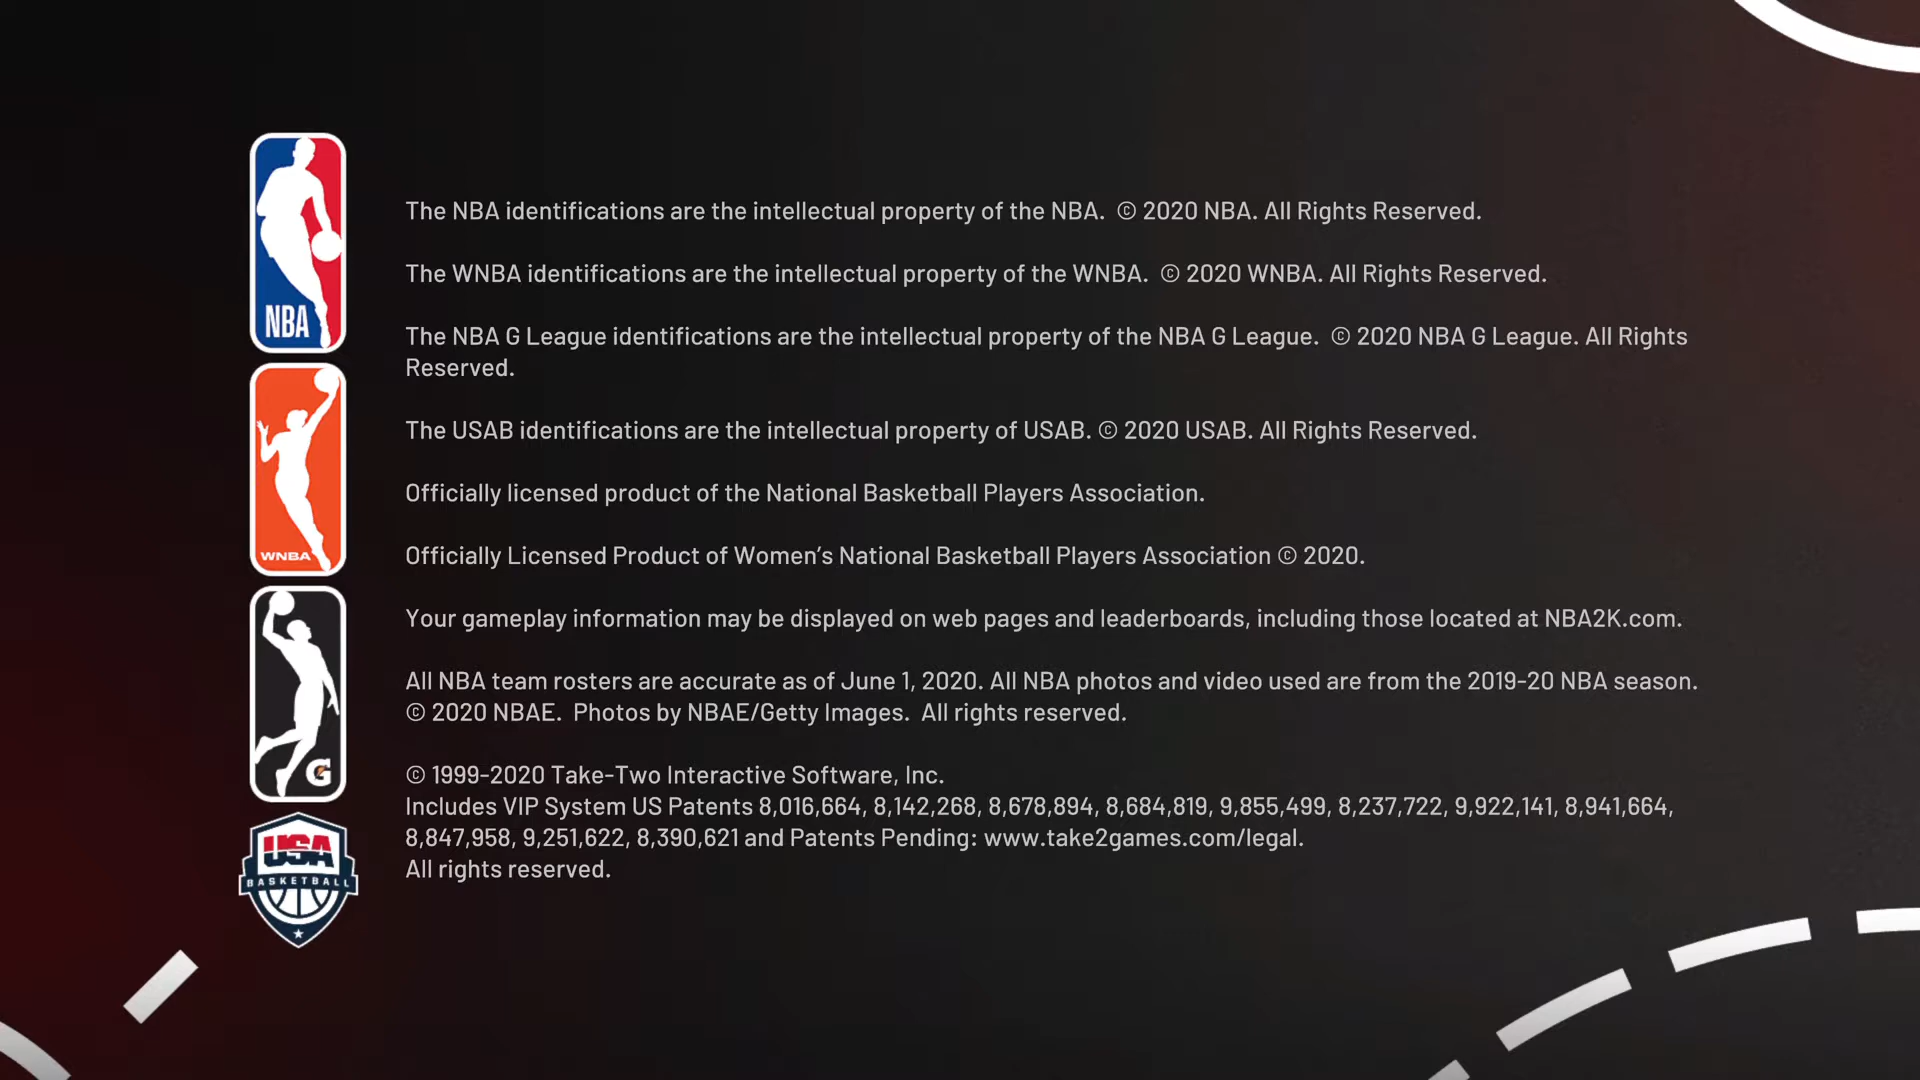 The NBA identifications are the intellectual property of the NBA.  © 2020 NBA. All Rights Reserved.
The WNBA identifications are the intellectual property of the WNBA.  © 2020 WNBA. All Rights Reserved.
The NBA G League identifications are the intellectual property of the NBA G League.  © 2020 NBA G League. All Rights
Reserved.
The USAB identifications are the intellectual property of USAB. © 2020 USAB. All Rights Reserved.
Officially licensed product of the National Basketball Players Association.
Officially Licensed Product of Women’s National Basketball Players Association © 2020.
Your gameplay information may be displayed on web pages and leaderboards, including those located at NBA2K.com.
All NBA team rosters are accurate as of June 1, 2020. All NBA photos and video used are from the 2019-20 NBA season.
© 2020 NBAE.  Photos by NBAE/Getty Images.  All rights reserved.
© 1999-2020 Take-Two Interactive Software, Inc.
Includes VIP System US Patents 8,016,664, 8,142,268, 8,678,894, 8,684,819, 9,855,499, 8,237,722, 9,922,141, 8,941,664,
8,847,958, 9,251,622, 8,390,621 and Patents Pending: www.take2games.com/legal.
All rights reserved.
NBA
WNBA
G
USA
BASKETBALL